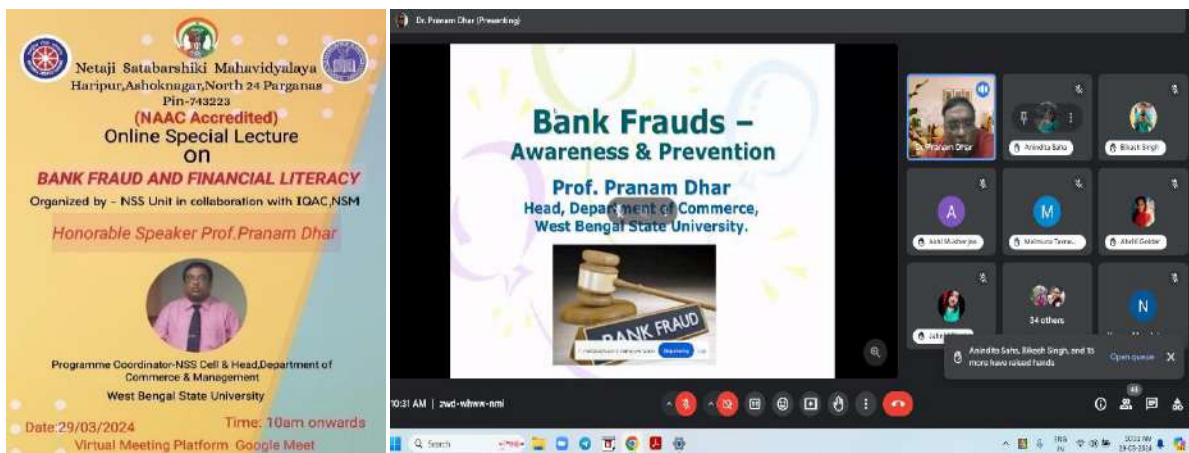 Netaji Satabarshiki Mahavidyalaya
Haripur,Ashoknagar,North 24 Parganas
Pin-743223
(NAAC Accredited)
Online Special Lecture
on
BANK FRAUD AND FINANCIAL LITERACY
Organized by - NSS Unit in collaboration with IQAC,NSM
Honorable Speaker Prof.Pranam Dhar
Programme Coordinator-NSS Cell & Head,Department of
Commerce & Management
West Bengal State University
Date:29/03/2024
Time: 10am onwards
Virtual Meeting Platform Google Meet
Dr. Pranam Dhar (Presenting)
Bank Frauds –
Awareness & Prevention
Prof. Pranam Dhar
Head, Department of Commerce,
West Bengal State University.
BANK FRAUD
Dr. Pranam Dhar
Anindita Saha
Bikash Singh
A
M
Mukherjee
34 others
N
Anindita Saha, Bikash Singh, and 15
more have raised hands
Open queue
10:31 AM | zwd-whww-nmi
Search